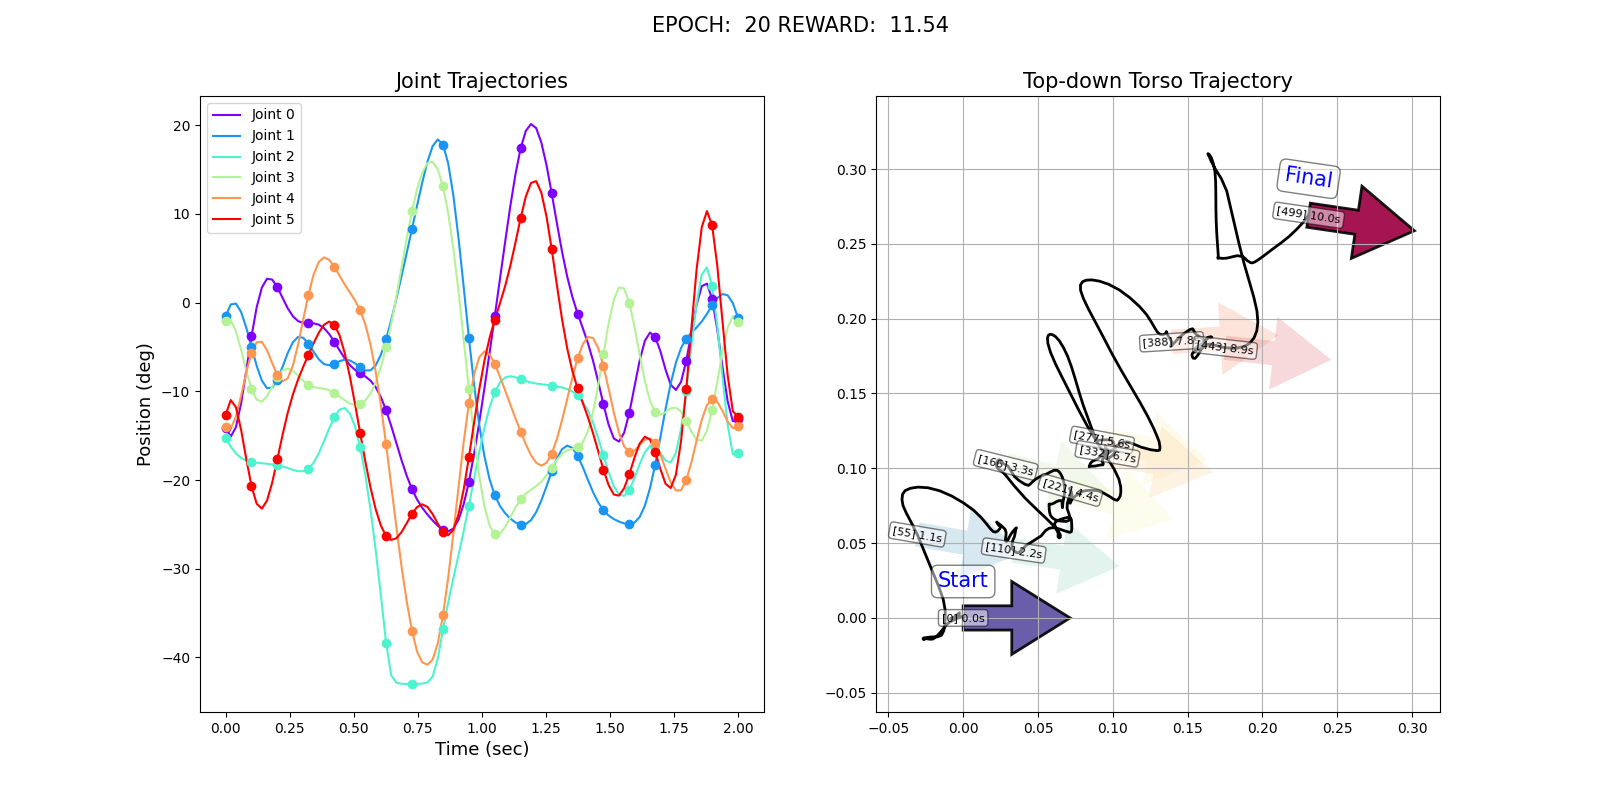 EPOCH:  20 REWARD:  11.54
Joint Trajectories
Joint 0
Joint 1
Joint 2
Joint 3
Joint 4
Joint 5
20
10
0
−10
−20
−30
−40
Position (deg)
0.00 0.25 0.50 0.75 1.00 1.25 1.50 1.75 2.00
Time (sec)
Top-down Torso Trajectory
0.30
0.25
0.20
0.15
0.10
0.05
0.00
−0.05
Final
[499] 10.0s
[388] 7.8s
[443] 8.9s
[277] 5.6s
[332] 6.7s
[166] 3.3s
[221] 4.4s
[55] 1.1s
[110] 2.2s
Start
[0] 0.0s
−0.05 0.00 0.05 0.10 0.15 0.20 0.25 0.30